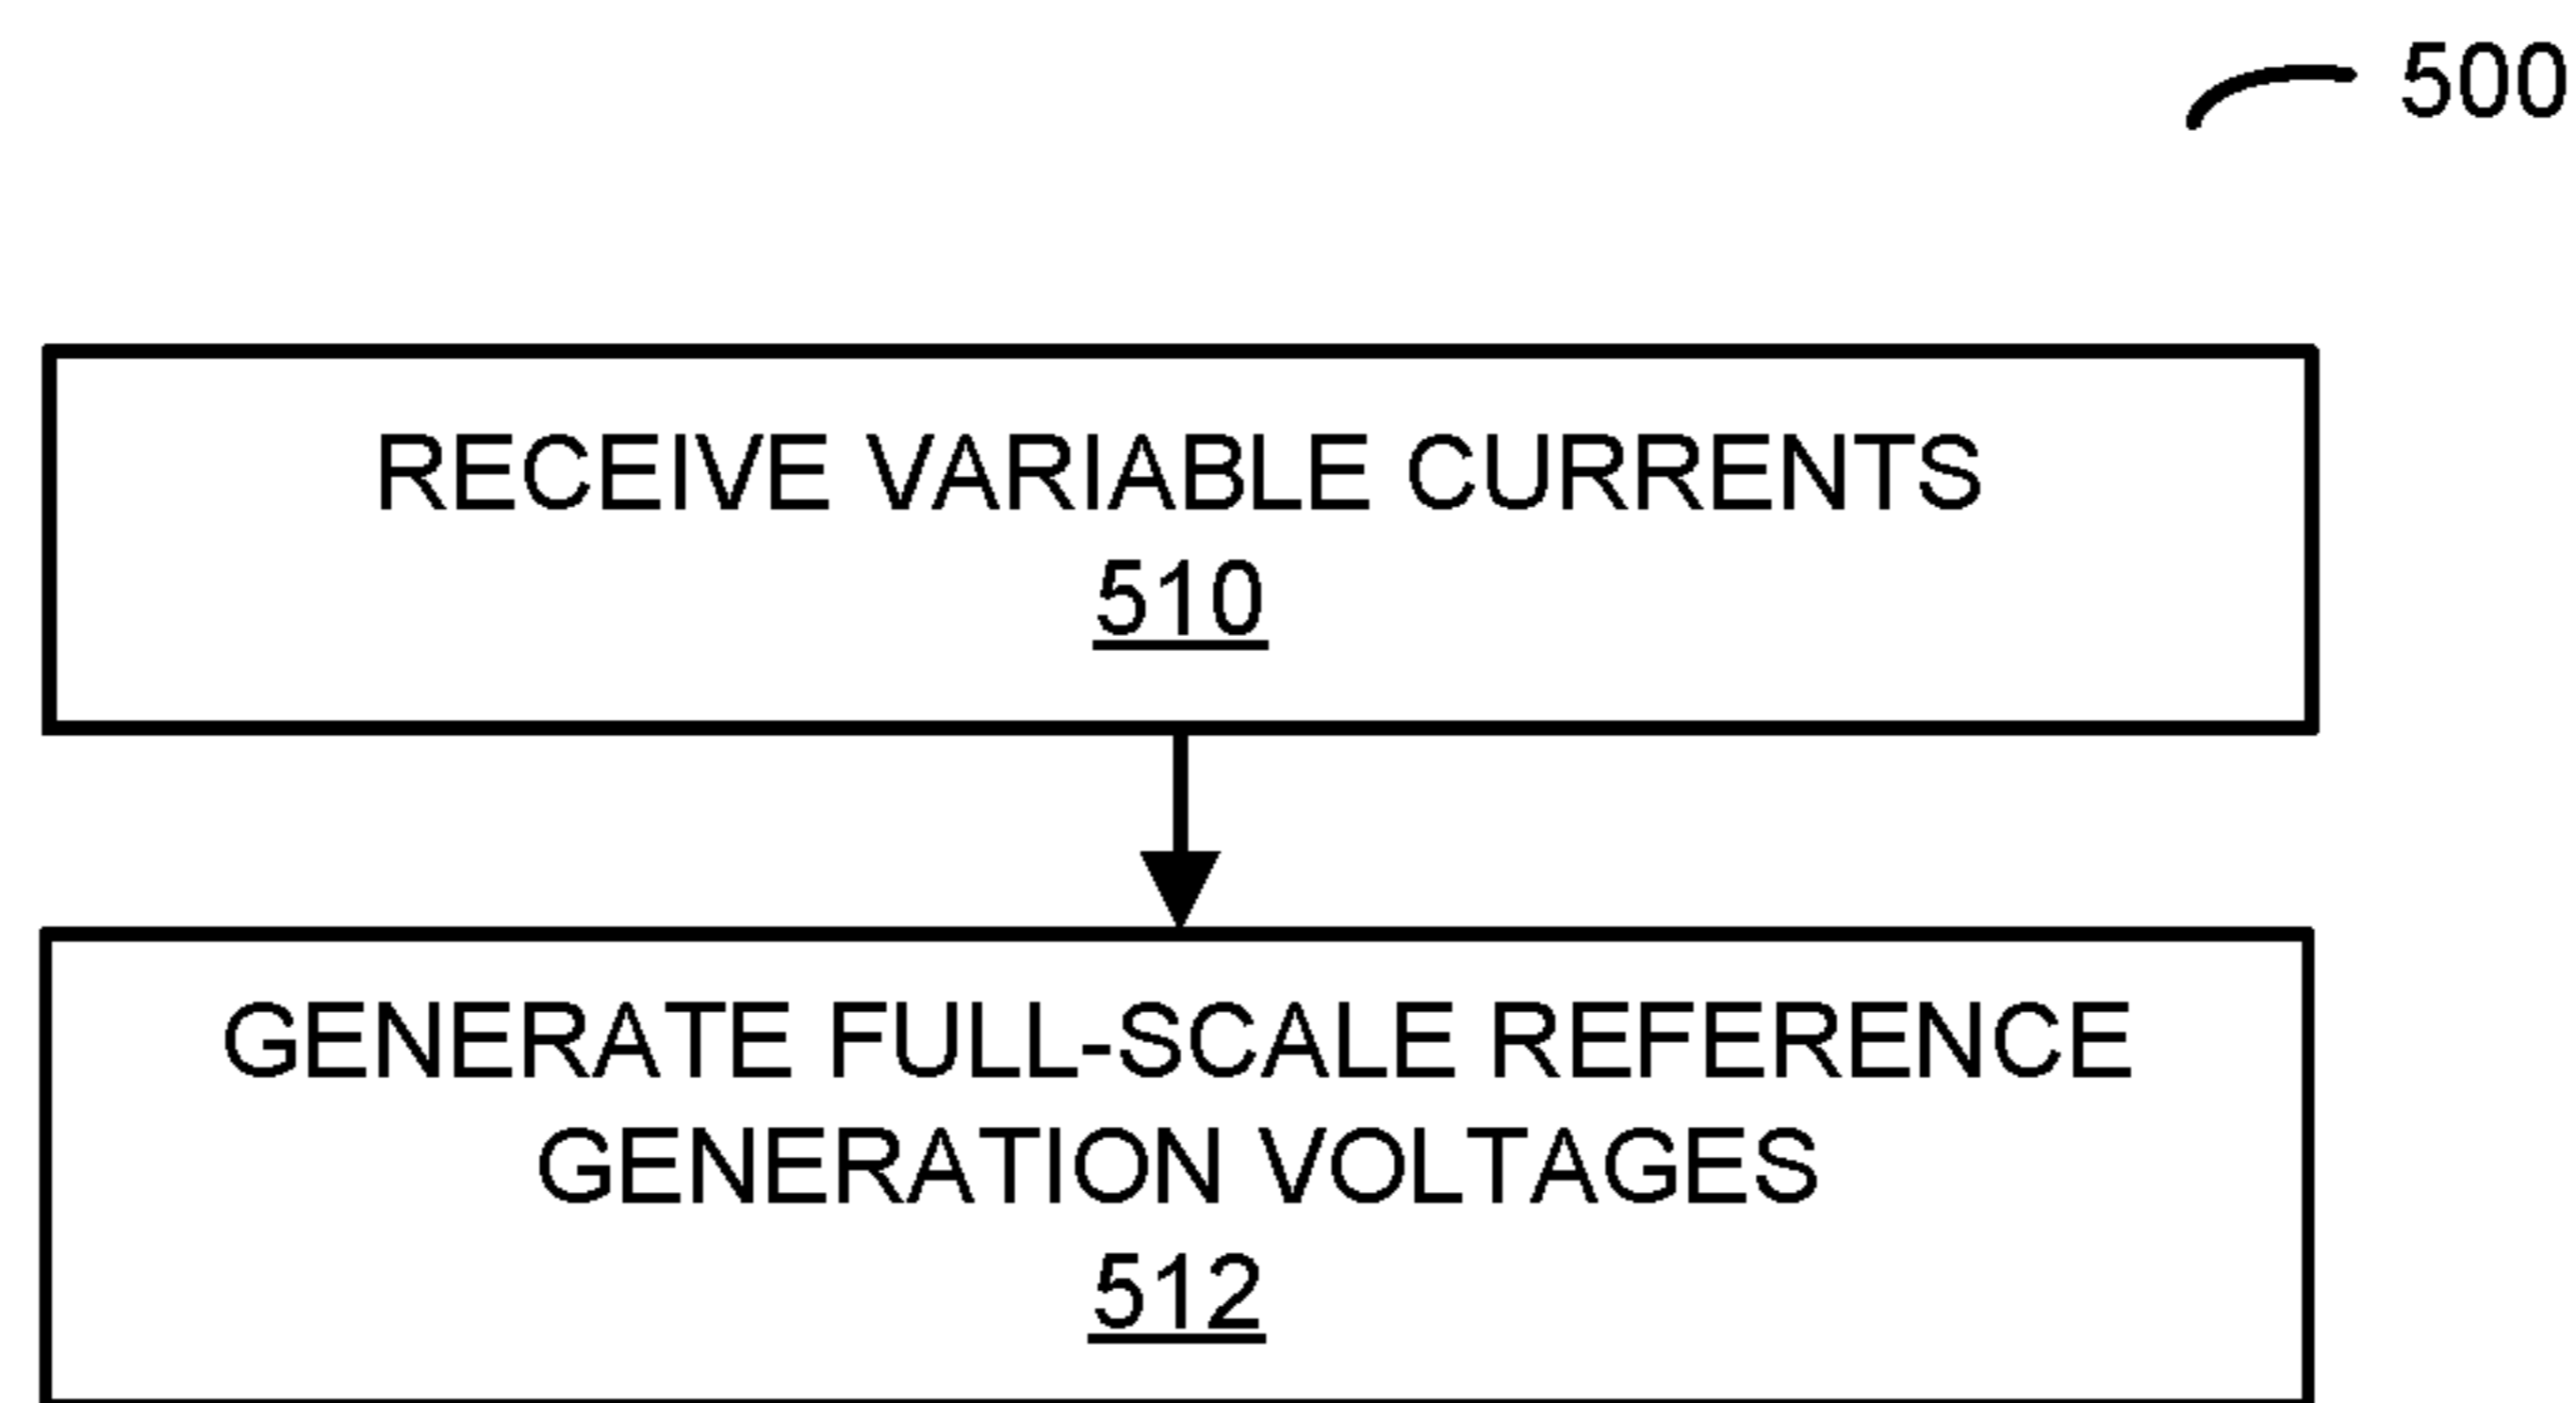 500
RECEIVE VARIABLE CURRENTS
510
GENERATE FULL-SCALE REFERENCE
GENERATION VOLTAGES
512